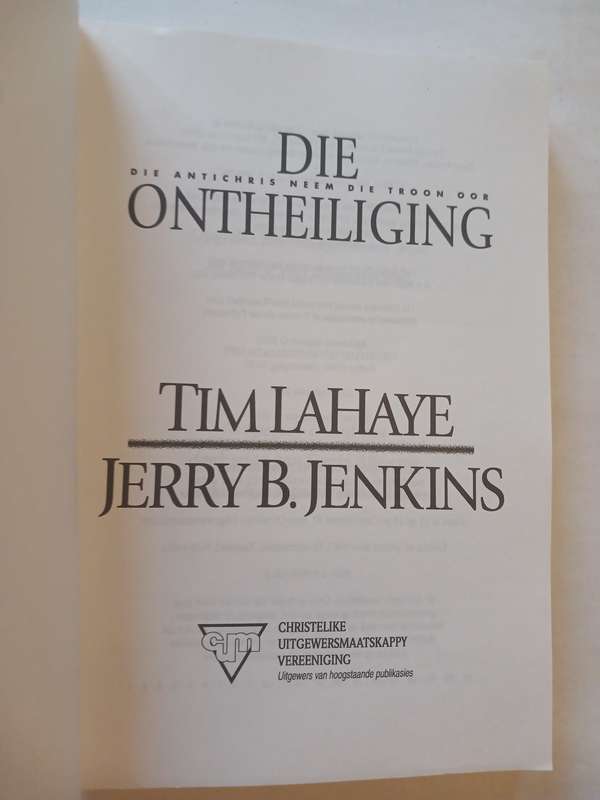 DIE
DIE ANTICHRIS NEEM DIE TROON OOR
ONTHEILIGING
TIM LAHAYE
JERRY B. JENKINS
cum
CHRISTELIKE
UITGEWERSMAATSKAPPY
VEREENIGING
Uitgewers van hoogstaande publikasies